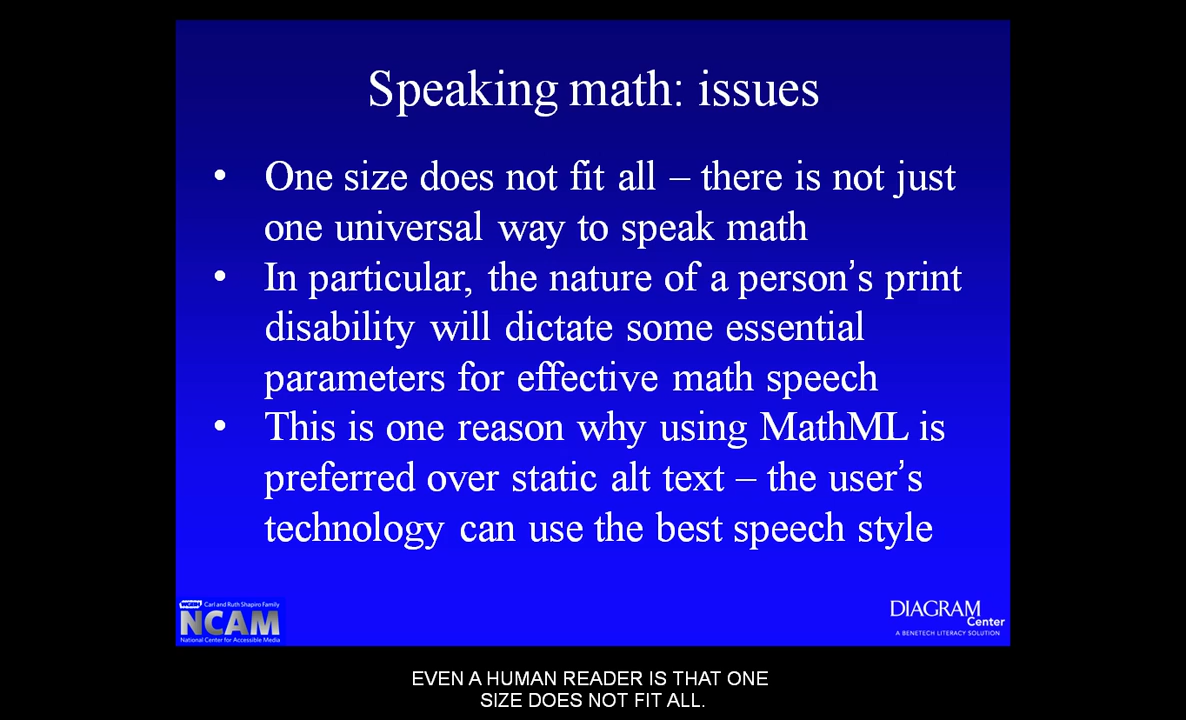 Speaking math: issues
• One size does not fit all – there is not just
one universal way to speak math
• In particular, the nature of a person’s print
disability will dictate some essential
parameters for effective math speech
• This is one reason why using MathML is
preferred over static alt text – the user’s
technology can use the best speech style
WGBH Carl and Ruth Shapiro Family
NCAM
National Center for Accessible Media
DIAGRAM
Center
A BENETECH LITERACY SOLUTION
EVEN A HUMAN READER IS THAT ONE
SIZE DOES NOT FIT ALL.